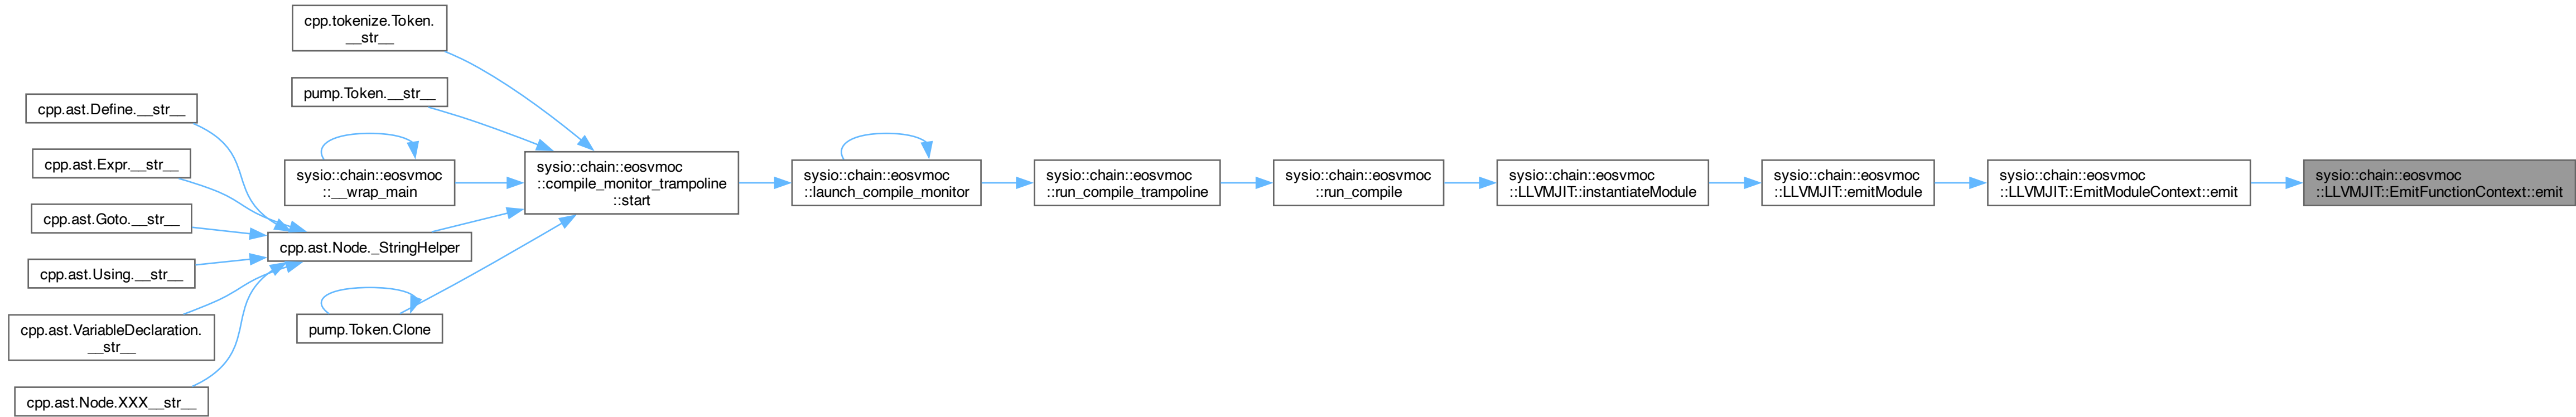 cpp.tokenize.Token.
__str__
pump.Token.__str__
cpp.ast.Define.__str__
cpp.ast.Expr.__str__
cpp.ast.Goto.__str__
cpp.ast.Using.__str__
cpp.ast.VariableDeclaration.
__str__
cpp.ast.Node.XXX__str__
sysio::chain::eosvmoc
::__wrap_main
cpp.ast.Node._StringHelper
pump.Token.Clone
sysio::chain::eosvmoc
::compile_monitor_trampoline
::start
sysio::chain::eosvmoc
::launch_compile_monitor
sysio::chain::eosvmoc
::run_compile_trampoline
sysio::chain::eosvmoc
::run_compile
sysio::chain::eosvmoc
::LLVMJIT::instantiateModule
sysio::chain::eosvmoc
::LLVMJIT::emitModule
sysio::chain::eosvmoc
::LLVMJIT::EmitModuleContext::emit
sysio::chain::eosvmoc
::LLVMJIT::EmitFunctionContext::emit